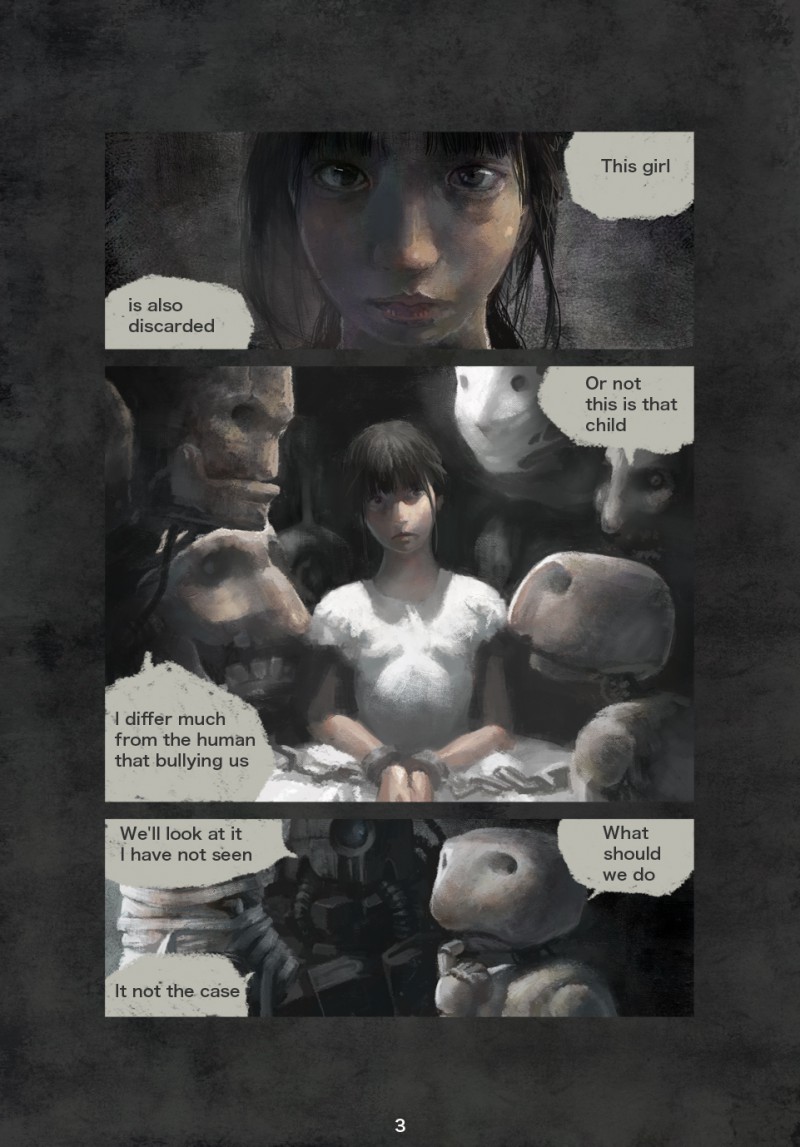 This girl
is also
discarded
Or not
this is that
child
I differ much
from the human
that bullying us
We'll look at it
I have not seen
What
should
we do
It not the case
3